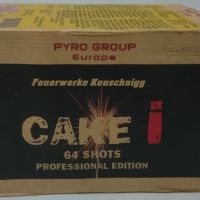 PYRO GROUP
Europe
Feuerwerke Keuschnigg
CAKE i
64 SHOTS
PROFESSIONAL EDITION